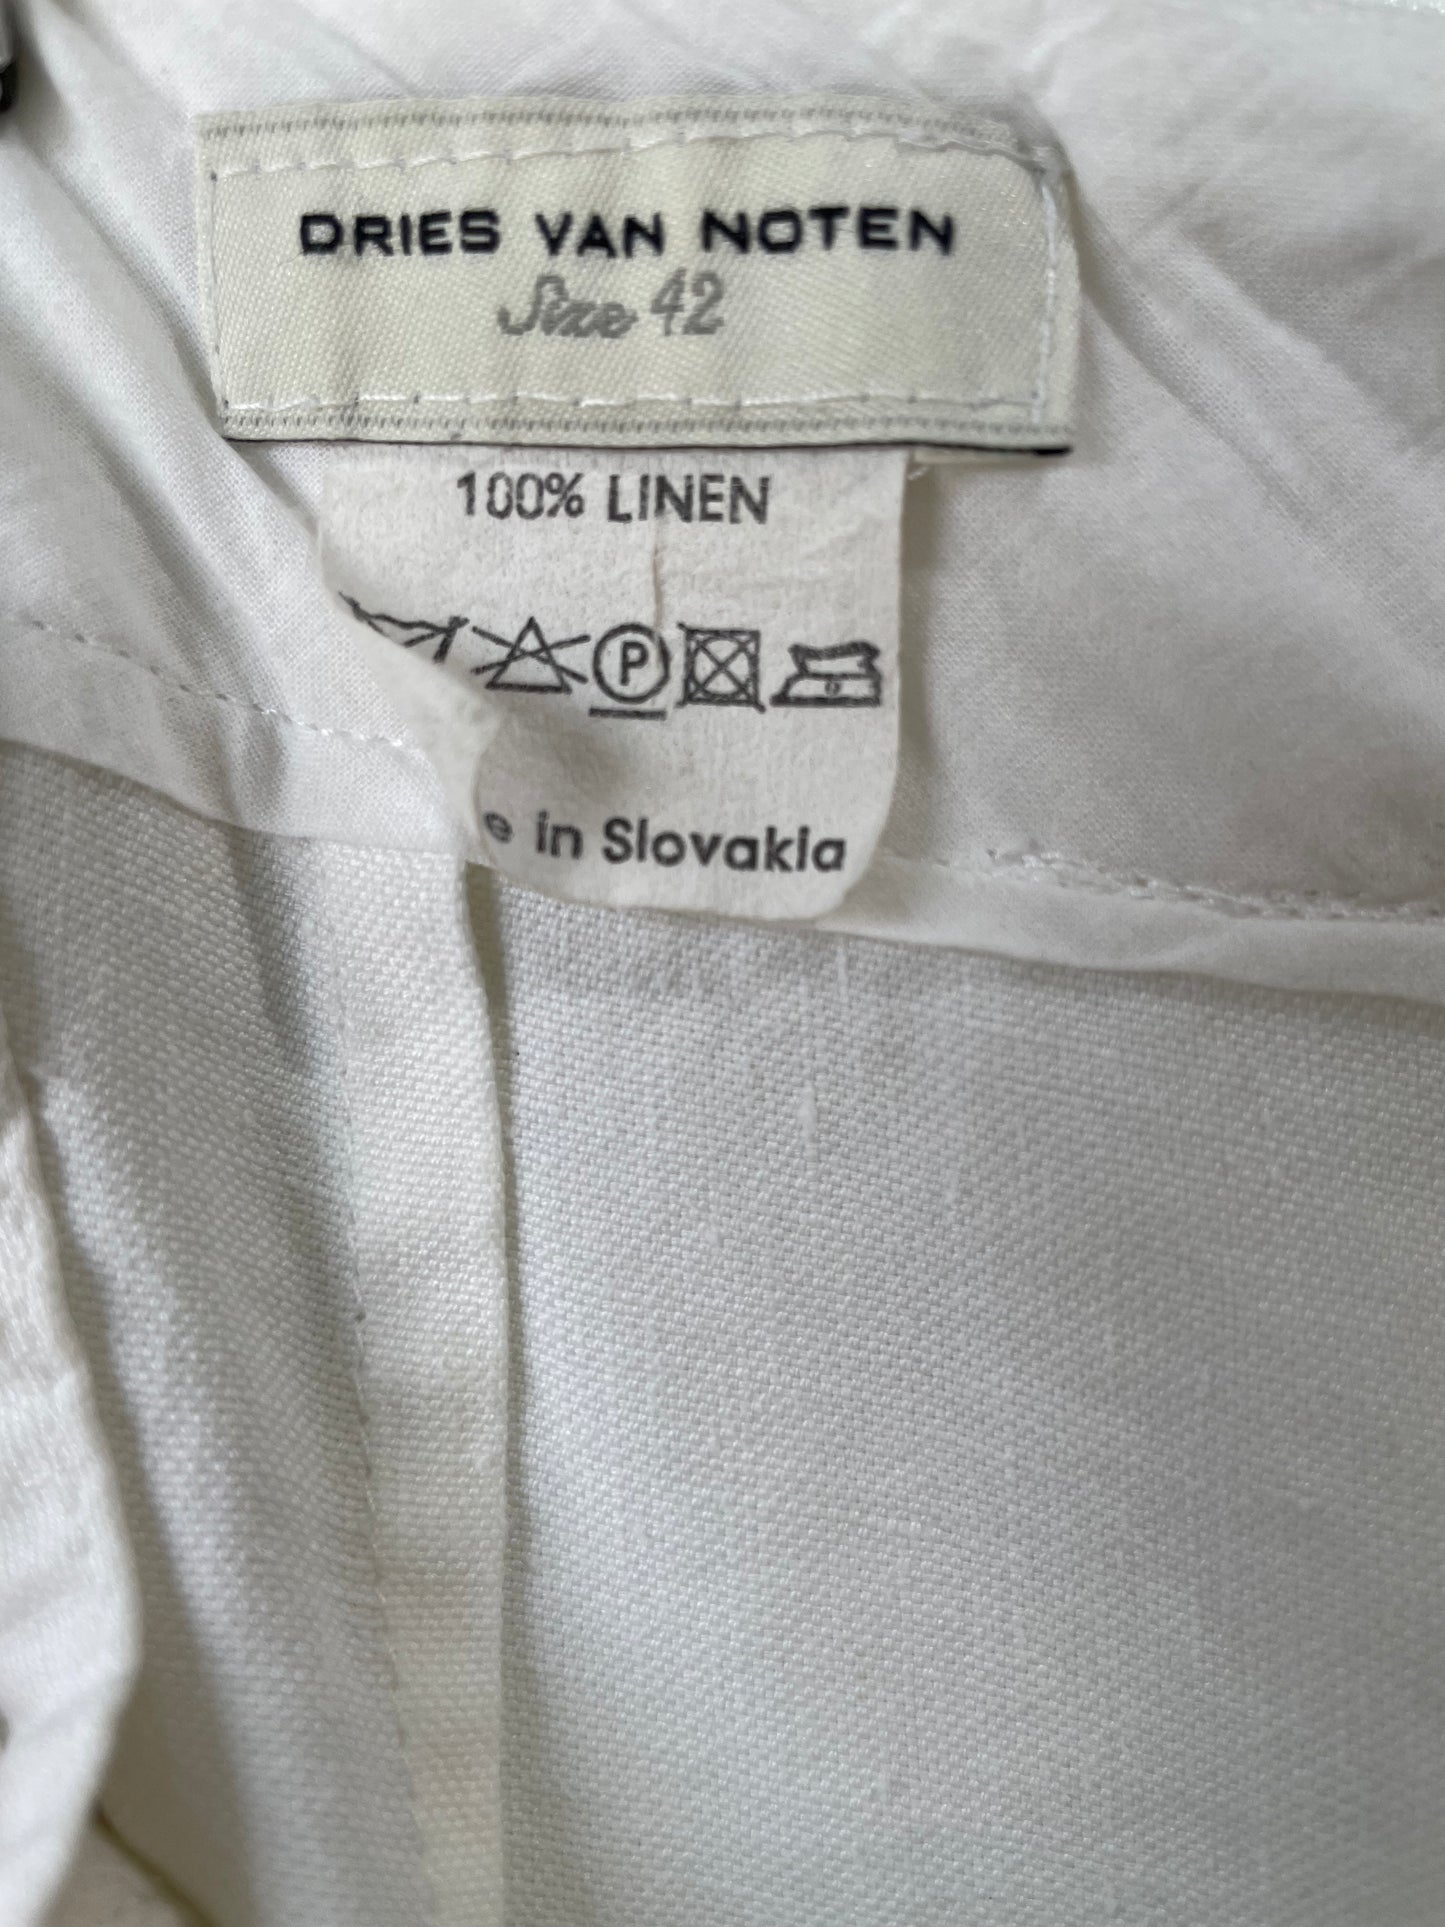 DRIES VAN NOTEN
Size 42
100% LINEN
P
e in Slovakia